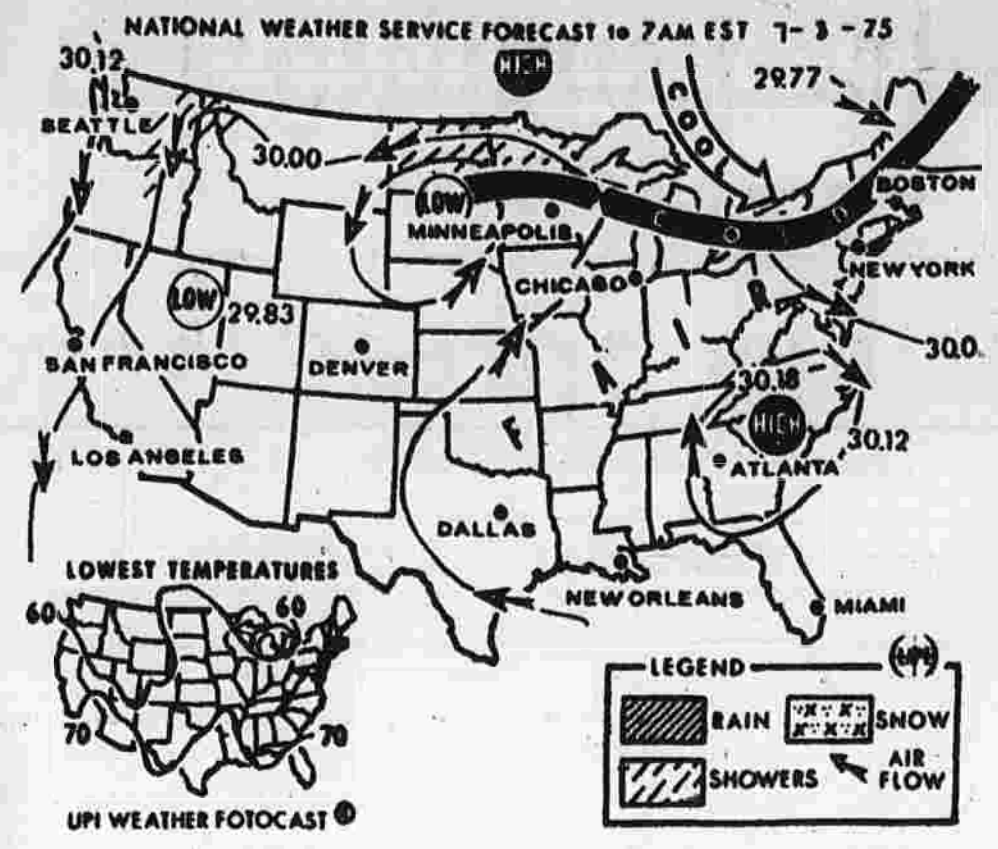 NATIONAL WEATHER SERVICE FORECAST to 7AM EST 7-3-75
30.12
HIGH
29.77
COOL
SEATTLE
30.00
BOSTON
LOW
MINNEAPOLIS
NEW YORK
CHICAGO
LOW
29.83
30.0
SAN FRANCISCO
DENVER
30.18
HIGH
30.12
LOS ANGELES
ATLANTA
DALLAS
LOWEST TEMPERATURES
NEW ORLEANS
MIAMI
60
60
LEGEND
UPI
RAIN
SNOW
70
70
SHOWERS
AIR
FLOW
UPI WEATHER FOTOCAST